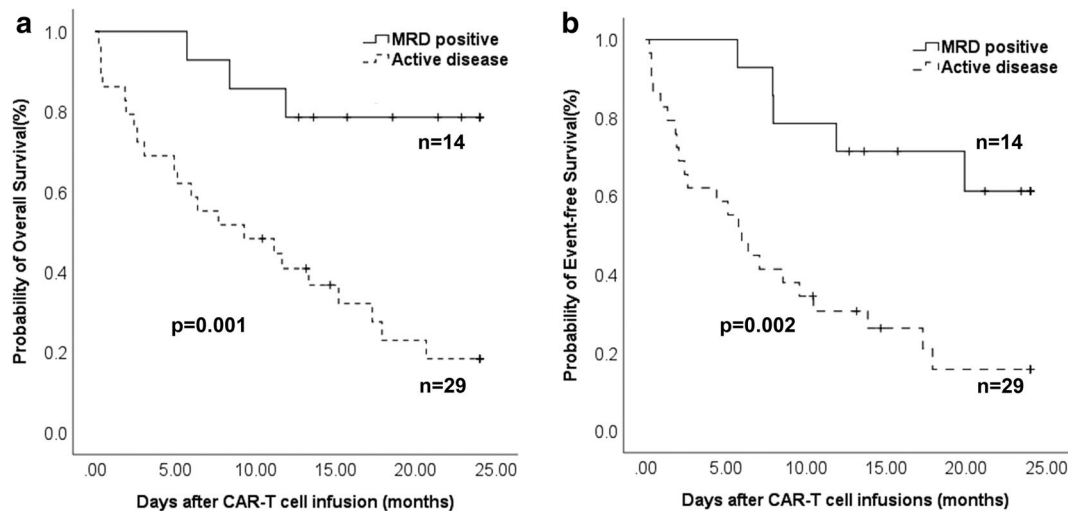 a
Probability of Overall Survival(%)
1.0
0.8
0.6
0.4
0.2
0.0
MRD positive
Active disease
n=14
p=0.001
n=29
.00 5.00 10.00 15.00 20.00 25.00
Days after CAR-T cell infusion (months)
b
Probability of Event-free Survival(%)
1.0
0.8
0.6
0.4
0.2
0.0
MRD positive
Active disease
n=14
p=0.002
n=29
.00 5.00 10.00 15.00 20.00 25.00
Days after CAR-T cell infusions (months)